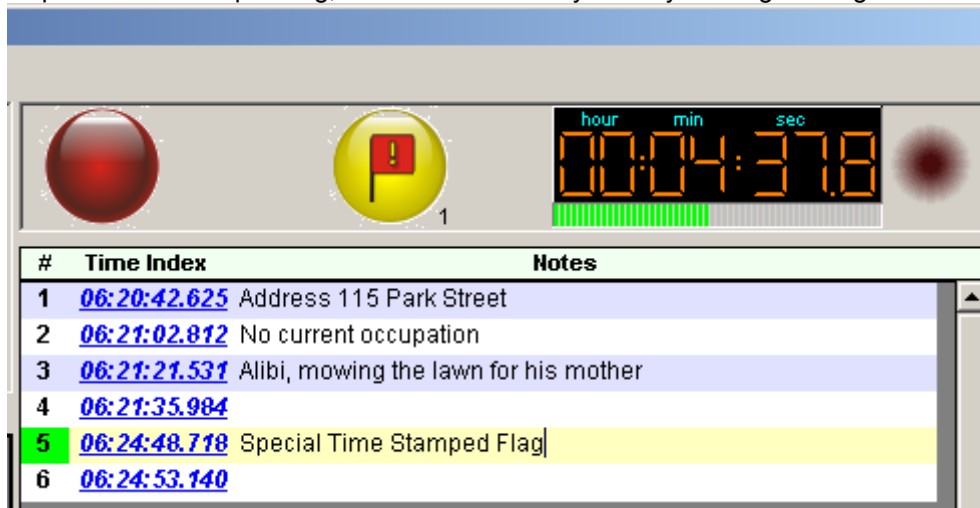 hour min sec
00:04:37.8
1
# Time Index Notes
1 06:20:42.625 Address 115 Park Street
2 06:21:02.812 No current occupation
3 06:21:21.531 Alibi, mowing the lawn for his mother
4 06:21:35.984
5 06:24:48.718 Special Time Stamped Flag
6 06:24:53.140